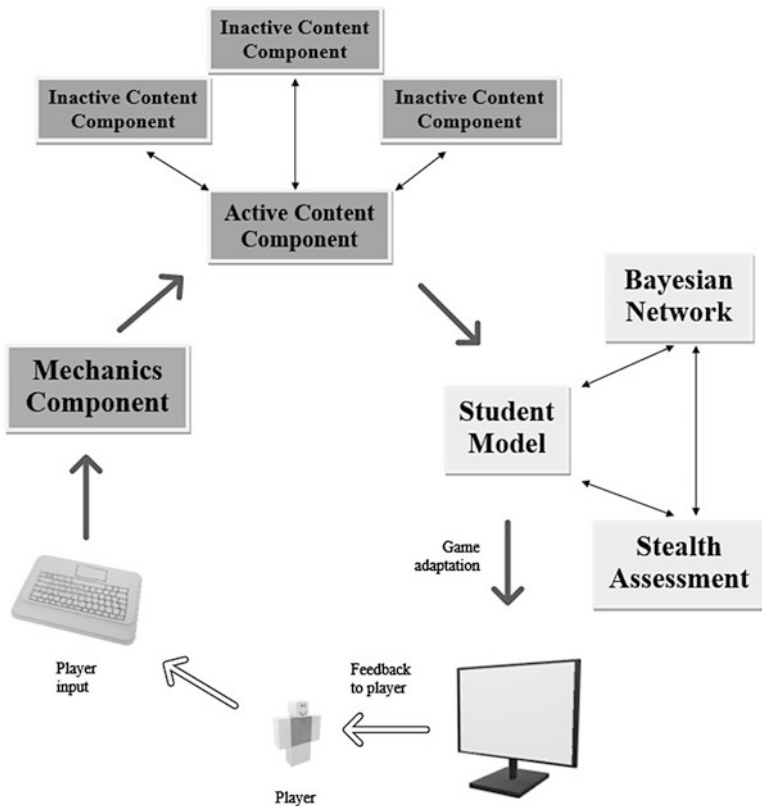 Inactive Content
Component
Inactive Content
Component
Inactive Content
Component
Active Content
Component
Bayesian
Network
Mechanics
Component
Student
Model
Game
adaptation
Stealth
Assessment
Player
input
Feedback
to player
Player